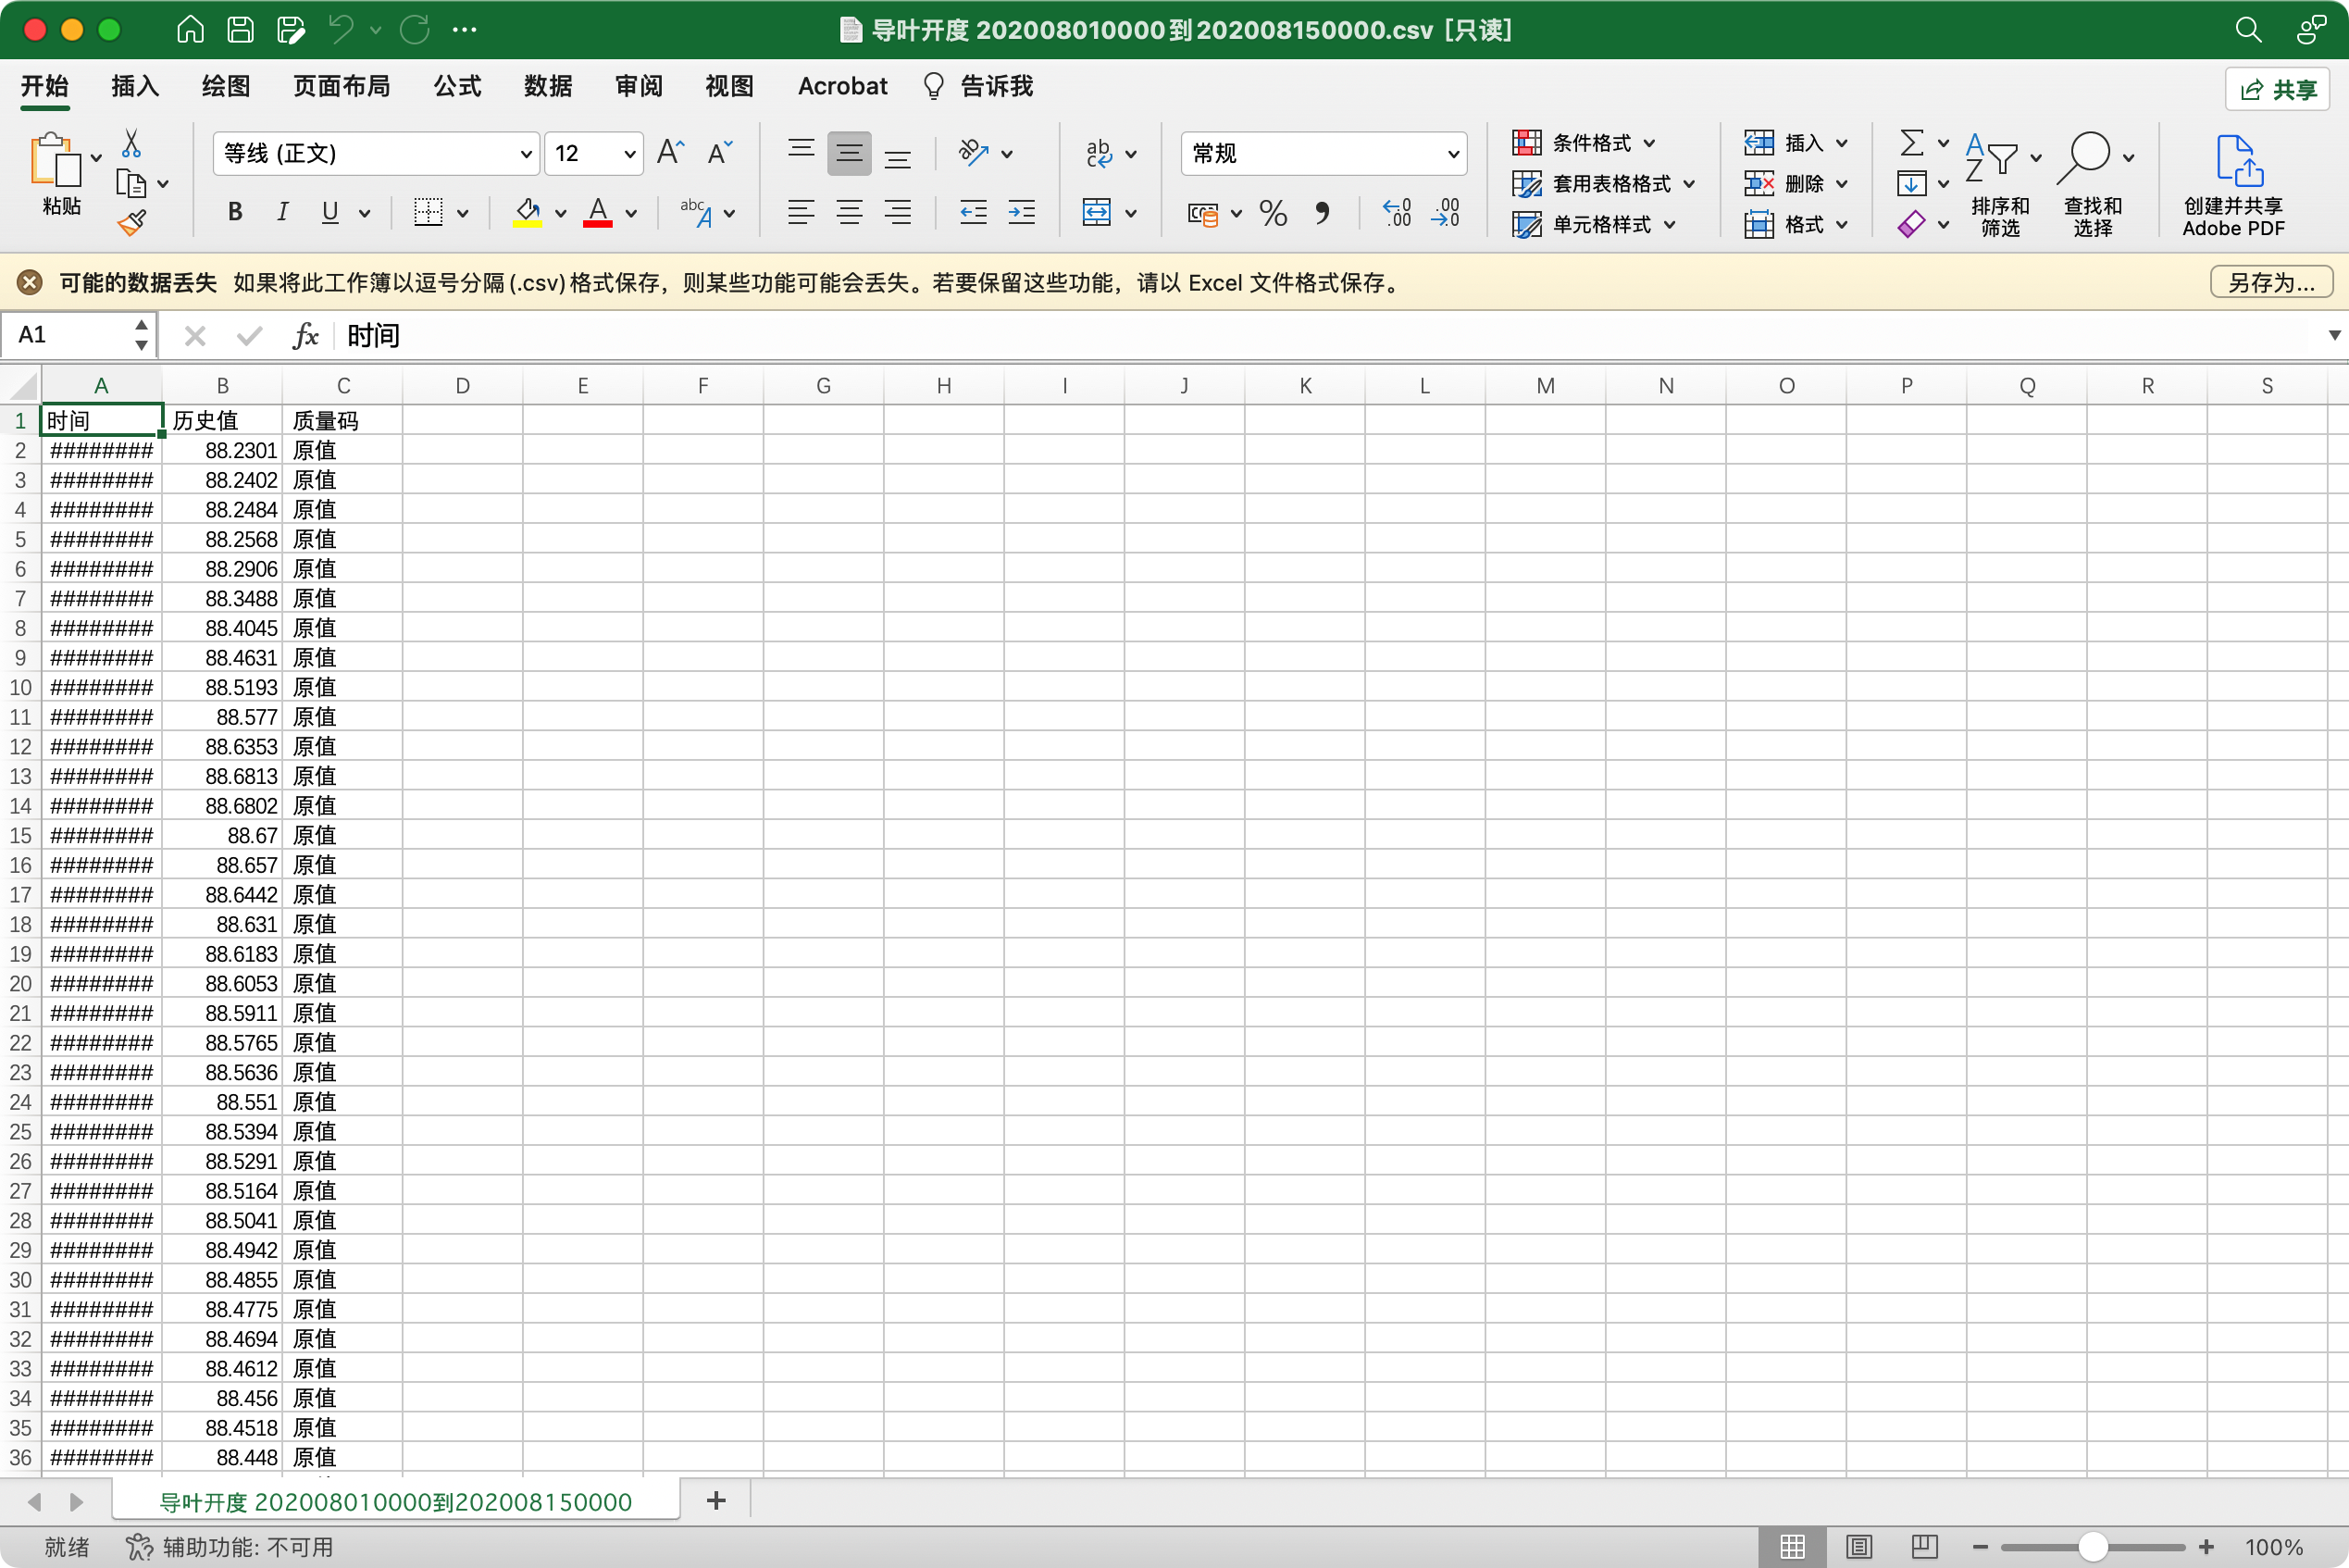 导叶开度 202008010000到202008150000.csv [只读]
开始 插入 绘图 页面布局 公式 数据 审阅 视图 Acrobat 告诉我 共享
粘贴
等线 (正文) 12 A A
B I U A abc A
ab c
常规
% .0 .00 .00 .0
条件格式
套用表格格式
单元格样式
插入
删除
格式
A Z
排序和
筛选
查找和
选择
创建并共享
Adobe PDF
可能的数据丢失 如果将此工作簿以逗号分隔(.csv)格式保存，则某些功能可能会丢失。若要保留这些功能，请以 Excel 文件格式保存。 另存为...
A1 fx 时间
A B C D E F G H I J K L M N O P Q R S
1 时间 历史值 质量码
2 ######## 88.2301 原值
3 ######## 88.2402 原值
4 ######## 88.2484 原值
5 ######## 88.2568 原值
6 ######## 88.2906 原值
7 ######## 88.3488 原值
8 ######## 88.4045 原值
9 ######## 88.4631 原值
10 ######## 88.5193 原值
11 ######## 88.577 原值
12 ######## 88.6353 原值
13 ######## 88.6813 原值
14 ######## 88.6802 原值
15 ######## 88.67 原值
16 ######## 88.657 原值
17 ######## 88.6442 原值
18 ######## 88.631 原值
19 ######## 88.6183 原值
20 ######## 88.6053 原值
21 ######## 88.5911 原值
22 ######## 88.5765 原值
23 ######## 88.5636 原值
24 ######## 88.551 原值
25 ######## 88.5394 原值
26 ######## 88.5291 原值
27 ######## 88.5164 原值
28 ######## 88.5041 原值
29 ######## 88.4942 原值
30 ######## 88.4855 原值
31 ######## 88.4775 原值
32 ######## 88.4694 原值
33 ######## 88.4612 原值
34 ######## 88.456 原值
35 ######## 88.4518 原值
36 ######## 88.448 原值
导叶开度 202008010000到202008150000 +
就绪 辅助功能: 不可用 100%